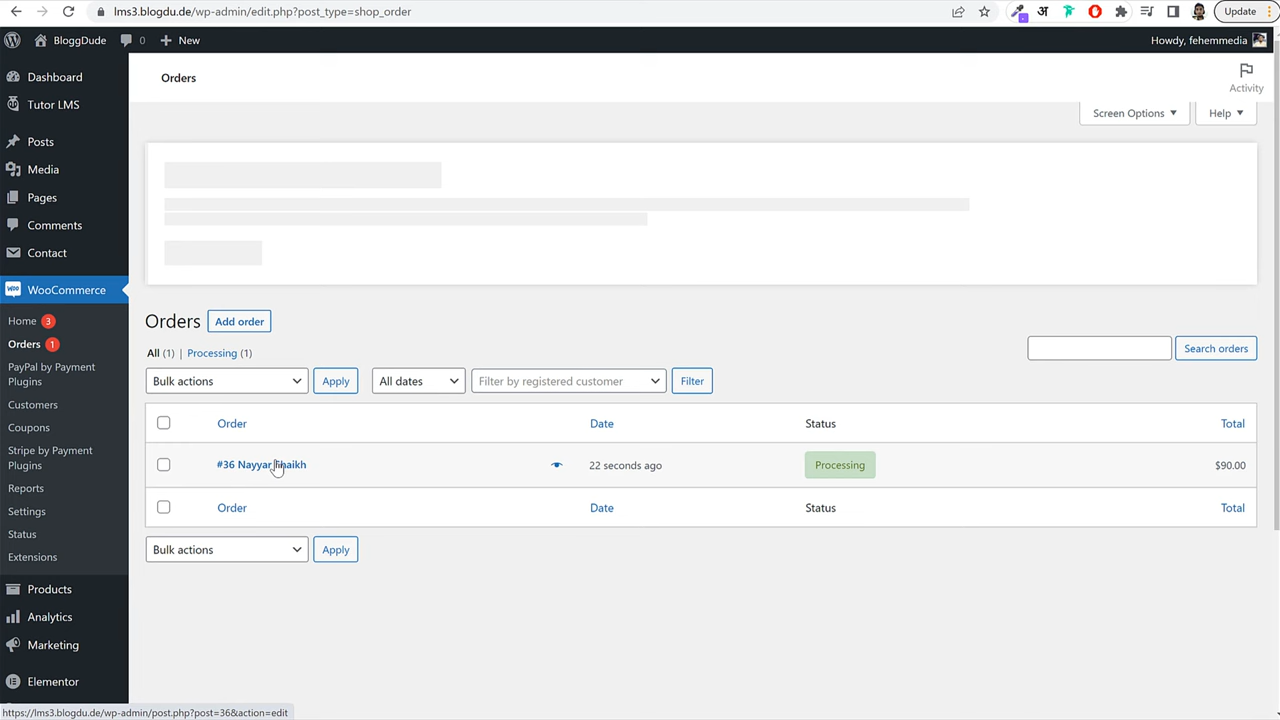 lms3.blogdu.de/wp-admin/edit.php?post_type=shop_order
अ
Update
BloggDude
0
New
Howdy, fehemmedia
Dashboard
Tutor LMS
Posts
Media
Pages
Comments
Contact
WooCommerce
Home 3
Orders 1
PayPal by Payment
Plugins
Customers
Coupons
Stripe by Payment
Plugins
Reports
Settings
Status
Extensions
Products
Analytics
Marketing
Elementor
Orders
Activity
Screen Options
Help
Orders
Add order
All (1) | Processing (1)
Search orders
Bulk actions
Apply
All dates
Filter by registered customer
Filter
Order
Date
Status
Total
#36 Nayyar Shaikh
22 seconds ago
Processing
$90.00
Order
Date
Status
Total
Bulk actions
Apply
https://lms3.blogdu.de/wp-admin/post.php?post=36&action=edit